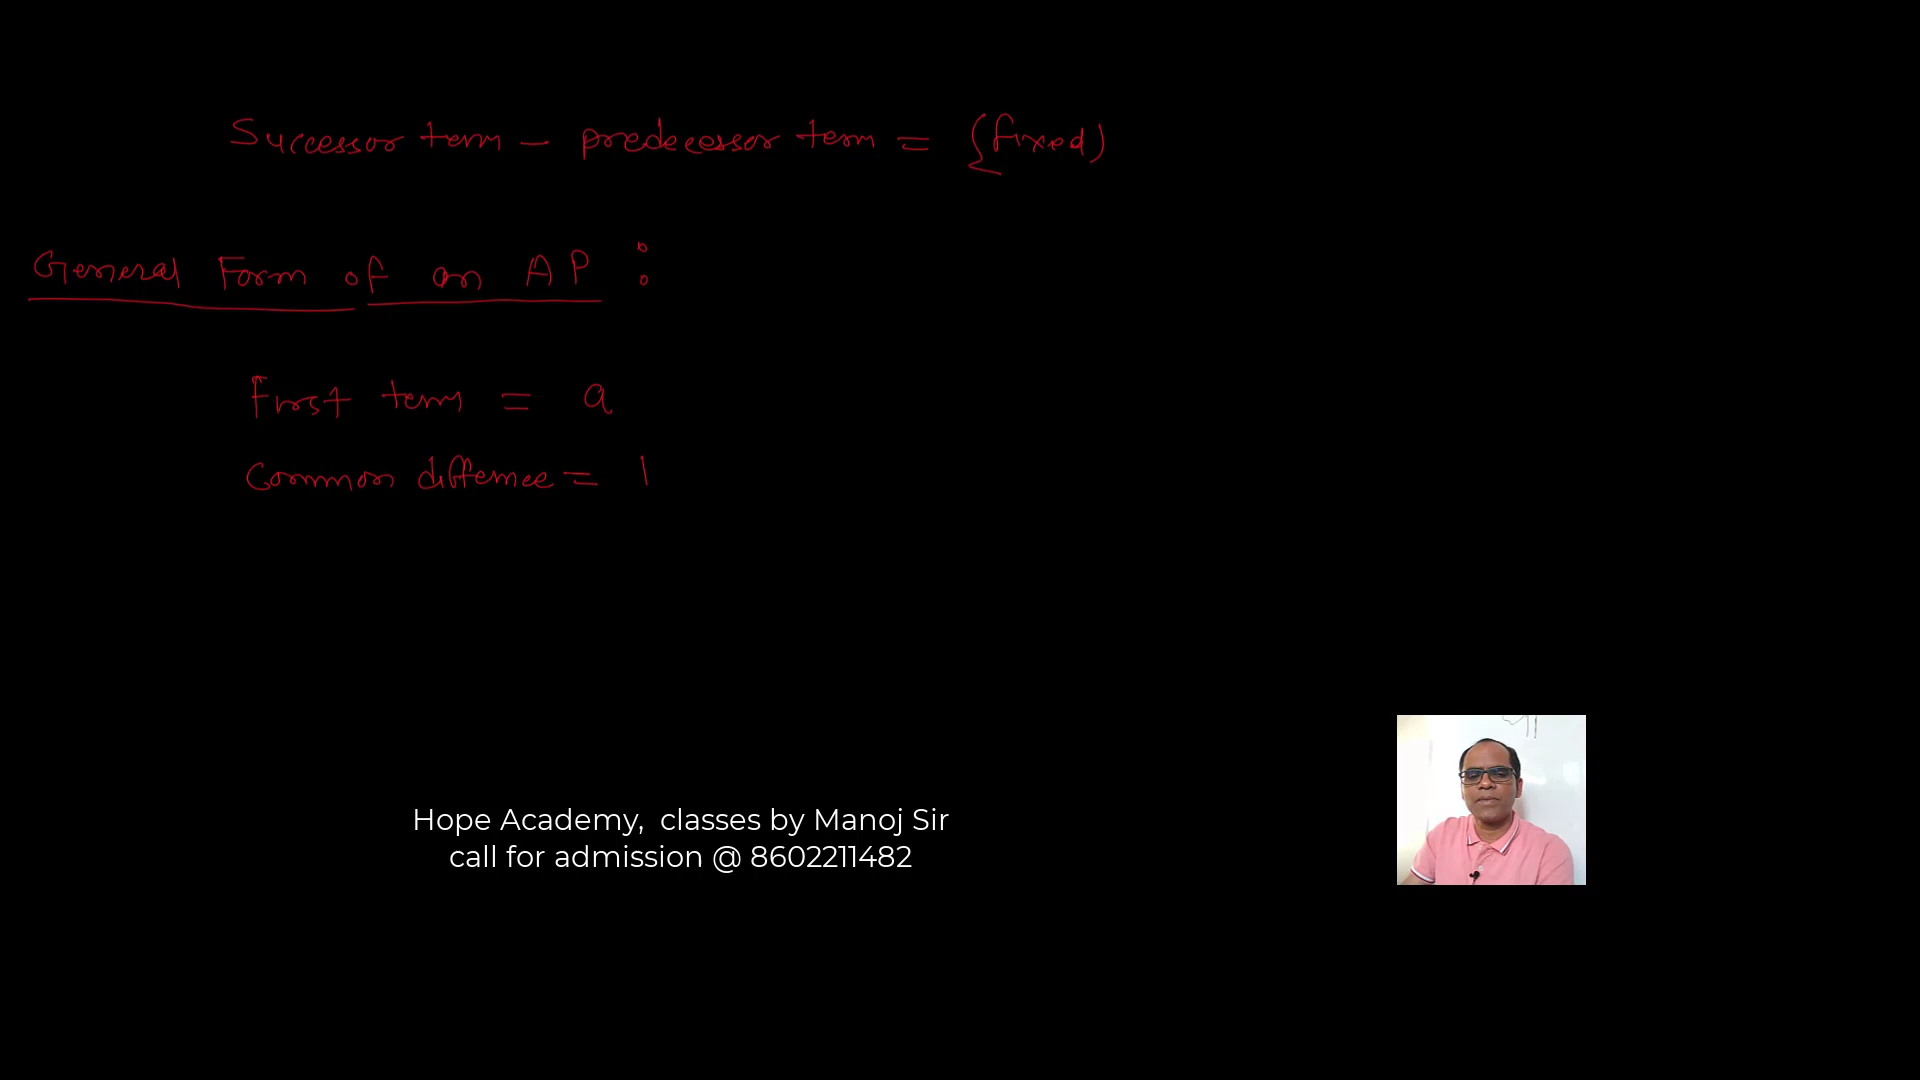 Successor term - predecessor term = (fixed)
General Form of an AP :
First term = a
Common difference = 1
Hope Academy, classes by Manoj Sir
call for admission @ 8602211482